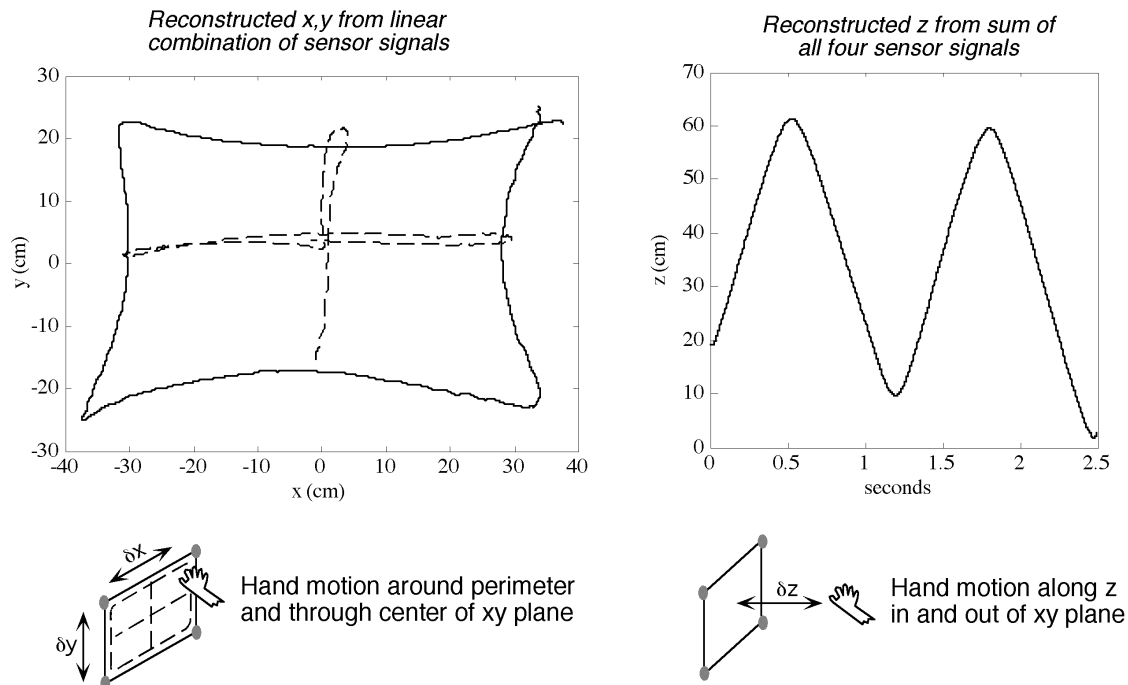 Reconstructed x,y from linear
combination of sensor signals
30
20
10
0
-10
-20
-30
y (cm)
-40
-30
-20
-10
0
10
20
30
40
x (cm)
Reconstructed z from sum of
all four sensor signals
70
60
50
40
30
20
10
0
z (cm)
0
0.5
1
1.5
2
2.5
seconds
δx
δy
Hand motion around perimeter
and through center of xy plane
δz
Hand motion along z
in and out of xy plane